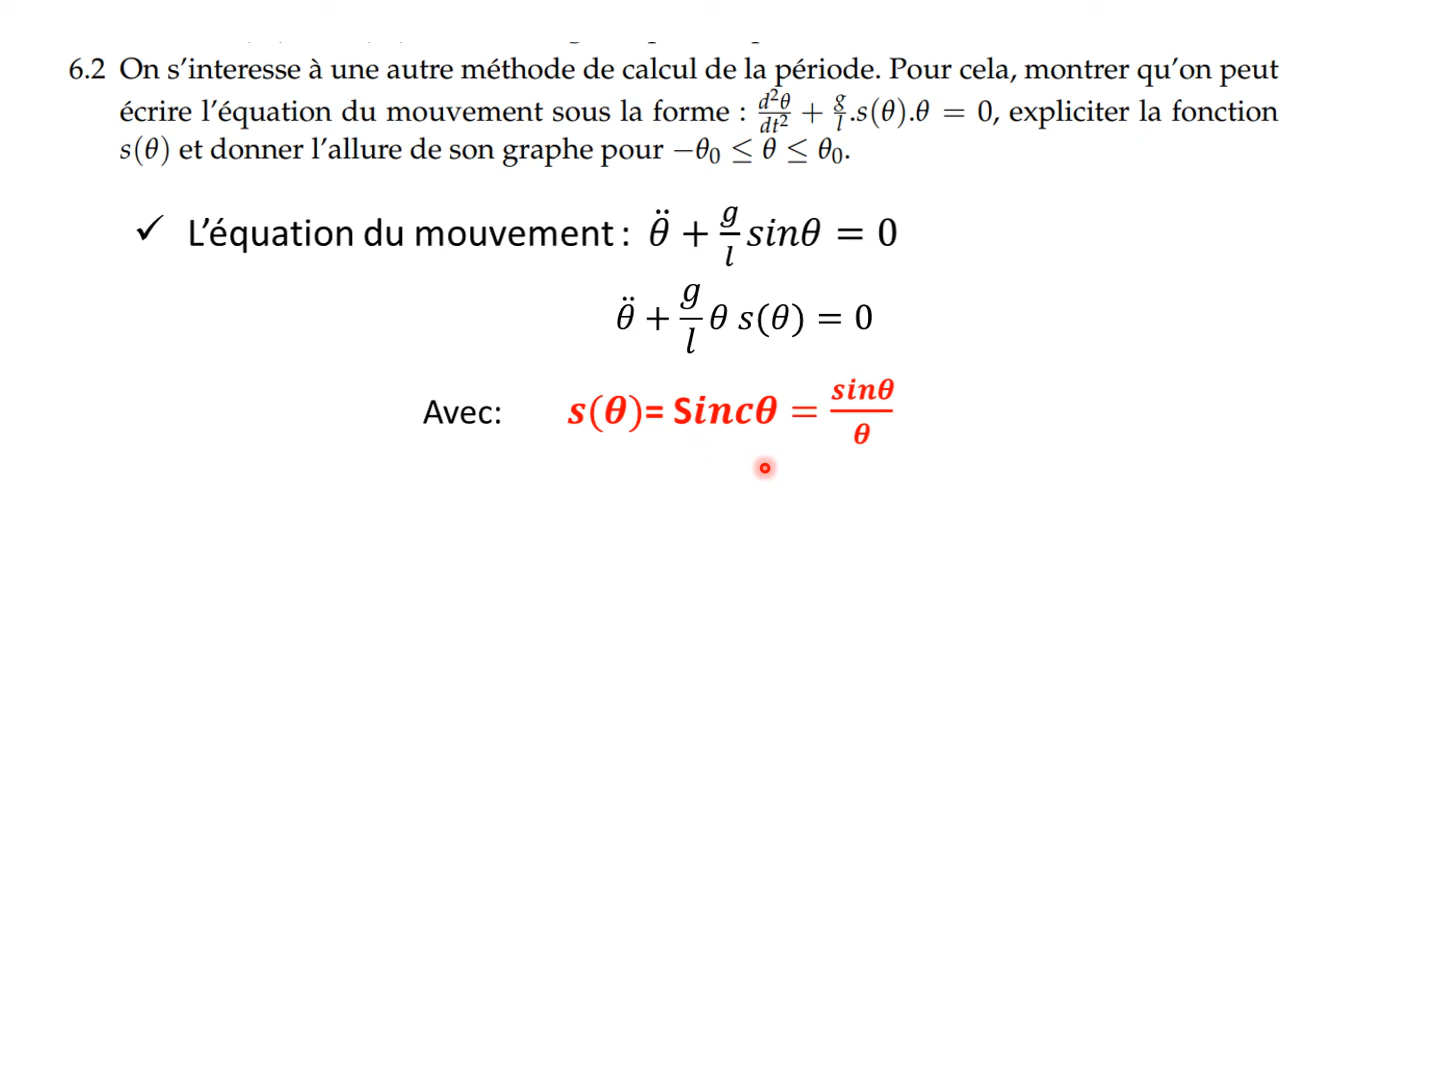 6.2 On s'interesse à une autre méthode de calcul de la période. Pour cela, montrer qu'on peut
écrire l'équation du mouvement sous la forme : d²θ/dt² + g/l.s(θ).θ = 0, expliciter la fonction
s(θ) et donner l'allure de son graphe pour −θ₀ ≤ θ ≤ θ₀.
✓ L'équation du mouvement : θ̈ + g/l sinθ = 0
θ̈ + g/l θ s(θ) = 0
Avec: s(θ)= Sincθ = sinθ/θ